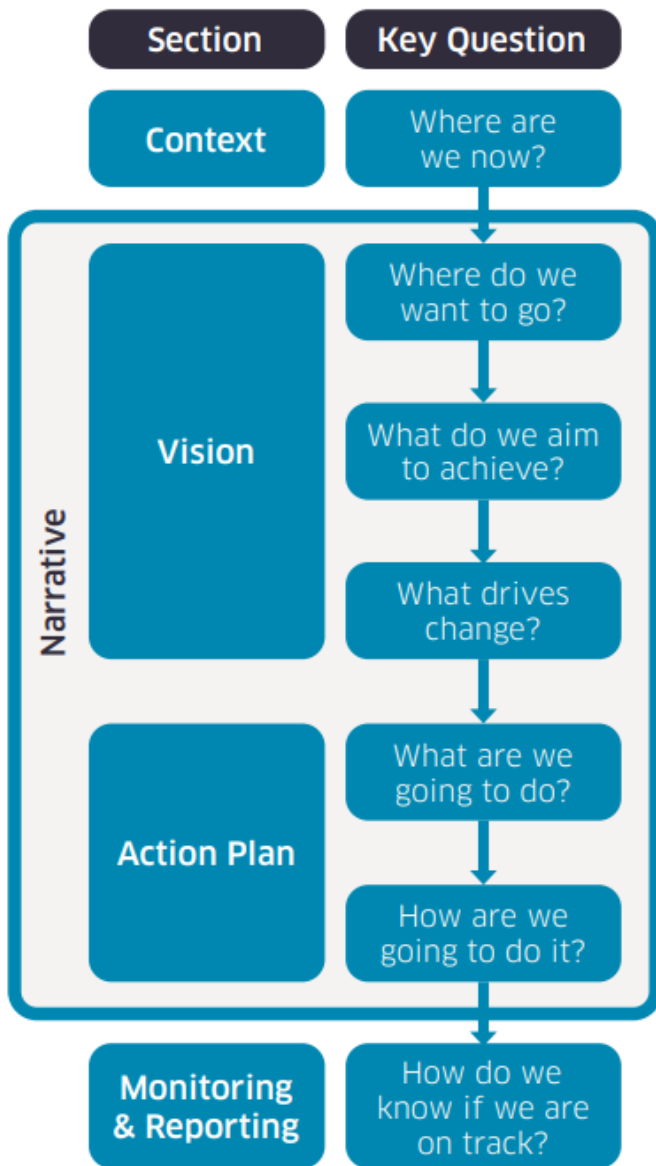 Section
Key Question
Context
Where are
we now?
Narrative
Vision
Where do we
want to go?
What do we aim
to achieve?
What drives
change?
Action Plan
What are we
going to do?
How are we
going to do it?
Monitoring
& Reporting
How do we
know if we are
on track?